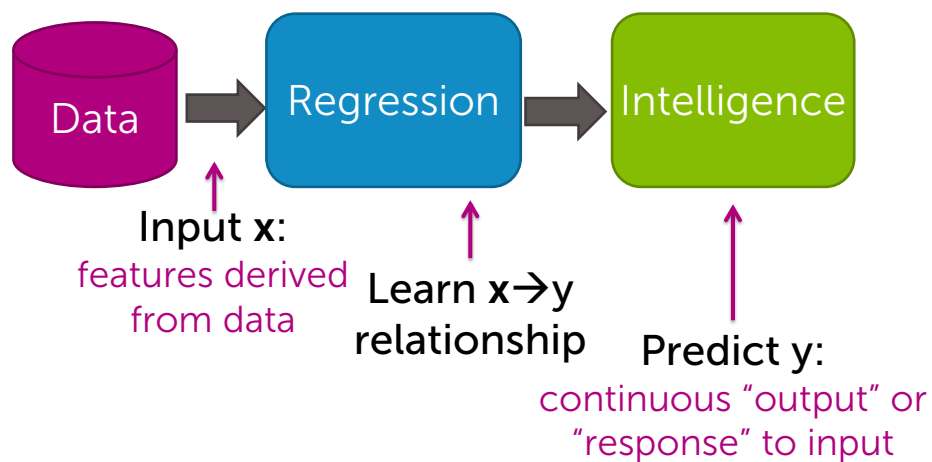 Data
Regression
Intelligence
Input x:
features derived
from data
Learn x→y
relationship
Predict y:
continuous “output” or
“response” to input